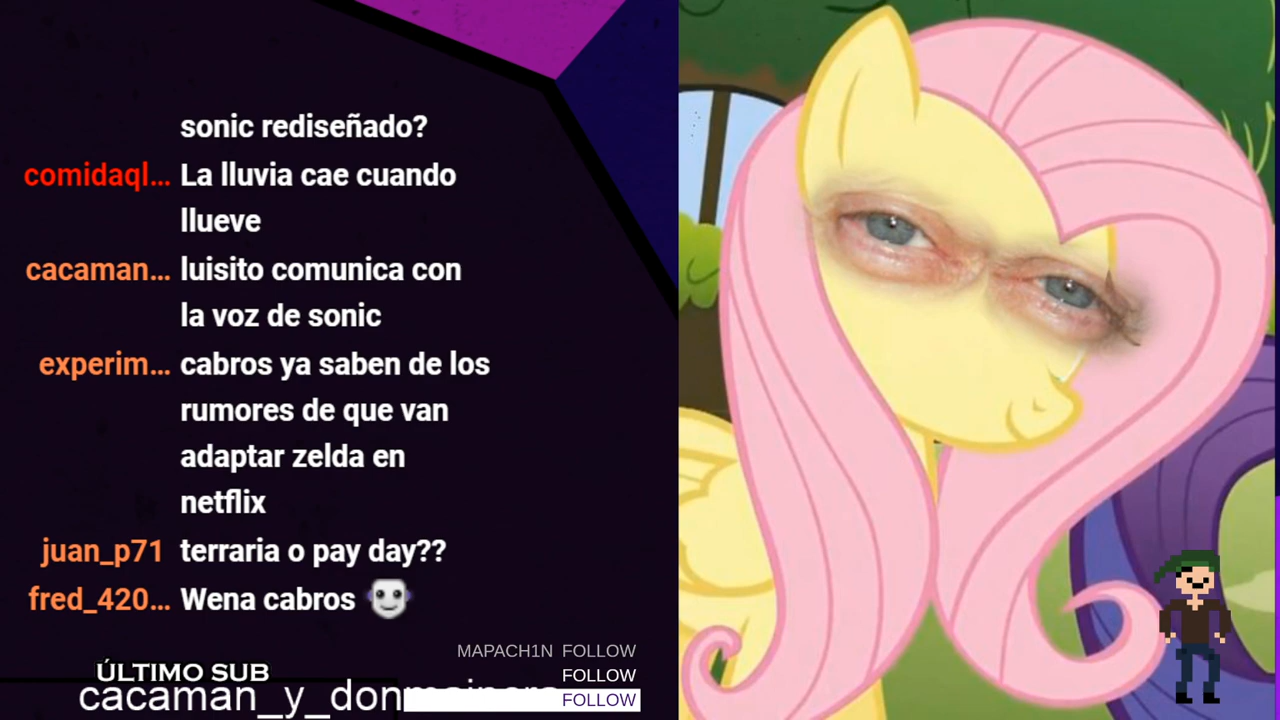 sonic rediseñado?
comidaql... La lluvia cae cuando
llueve
cacaman... luisito comunica con
la voz de sonic
experim... cabros ya saben de los
rumores de que van
adaptar zelda en
netflix
juan_p71 terraria o pay day??
fred_420... Wena cabros
MAPACH1N FOLLOW
ÚLTIMO SUB FOLLOW
cacaman_y_don FOLLOW